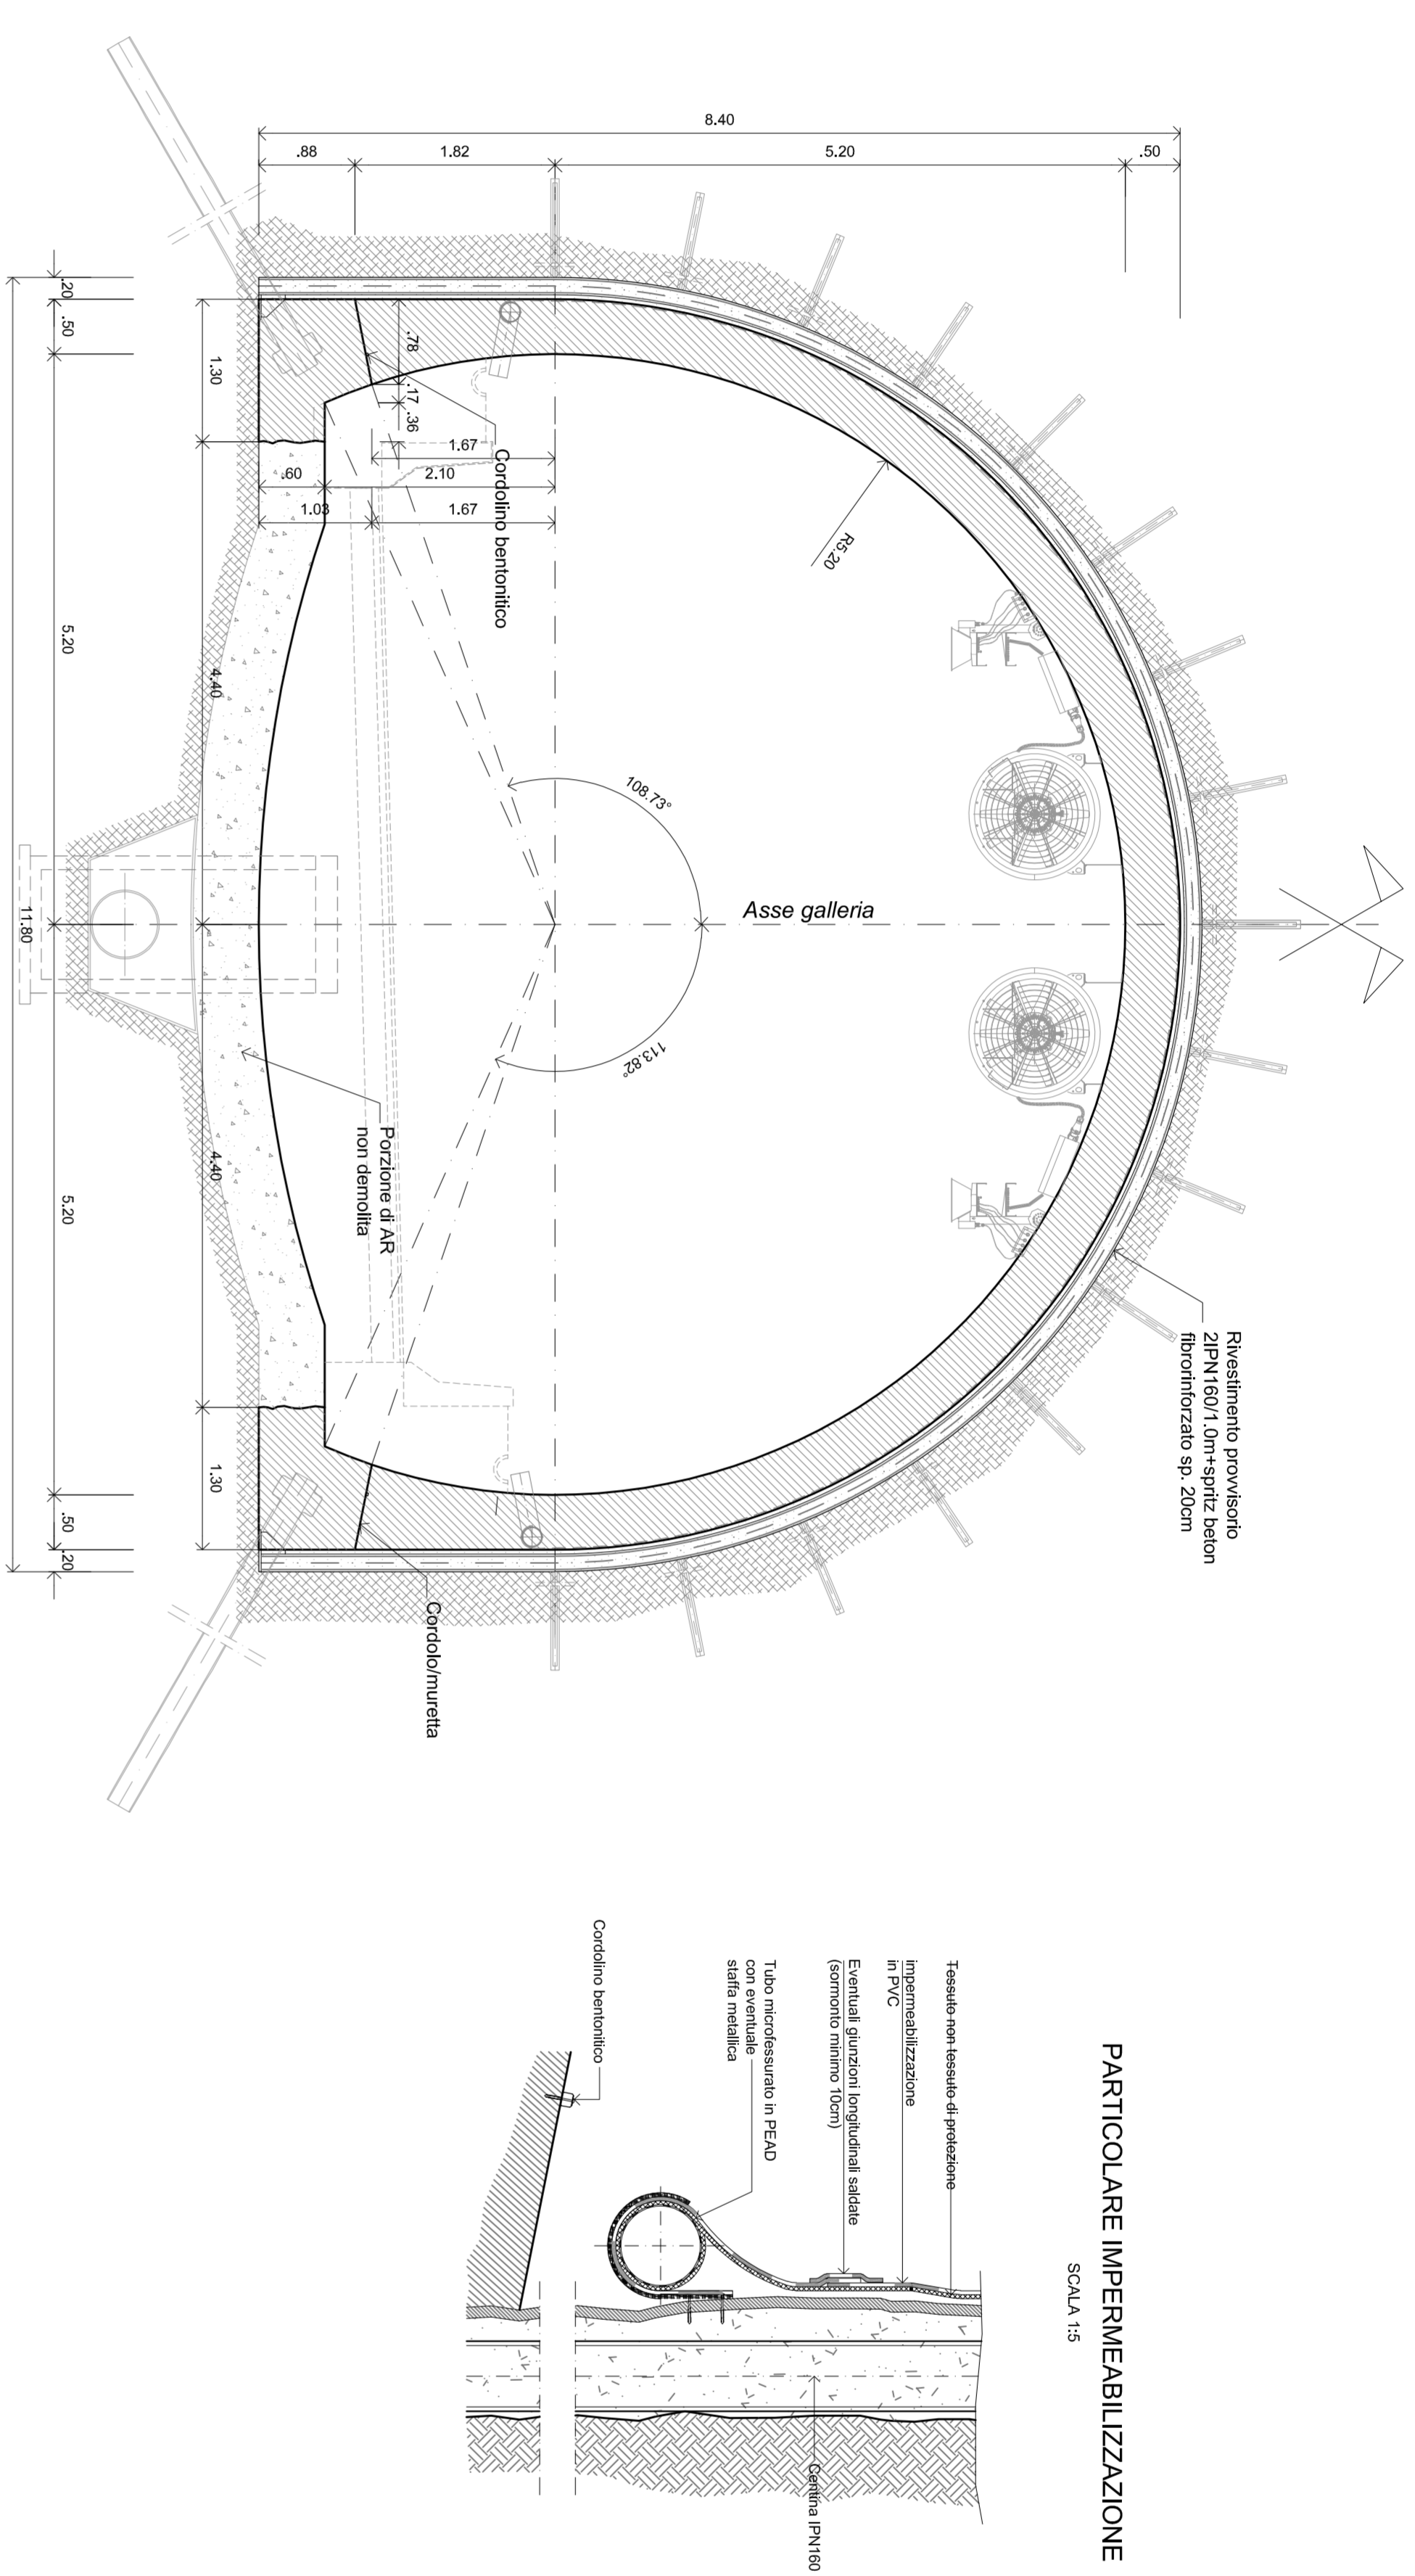 8.40
.88
1.82
5.20
.50
.20
.50
5.20
5.20
.50
.20
11.80
1.30
4.40
4.40
1.30
.78
.17
.36
1.67
.60
2.10
1.03
1.67
Cordolino bentonitico
R5.20
108.73°
113.82°
Asse galleria
Porzione di AR
non demolita
Cordolo/muretta
Rivestimento provvisorio
2IPN160/1.0m+spritz beton
fibrorinforzato sp. 20cm
PARTICOLARE IMPERMEABILIZZAZIONE
SCALA 1:5
Tessuto non tessuto di protezione
impermeabilizzazione
in PVC
Eventuali giunzioni longitudinali saldate
(sormonto minimo 10cm)
Tubo microfessurato in PEAD
con eventuale
staffa metallica
Cordolino bentonitico
Centina IPN160